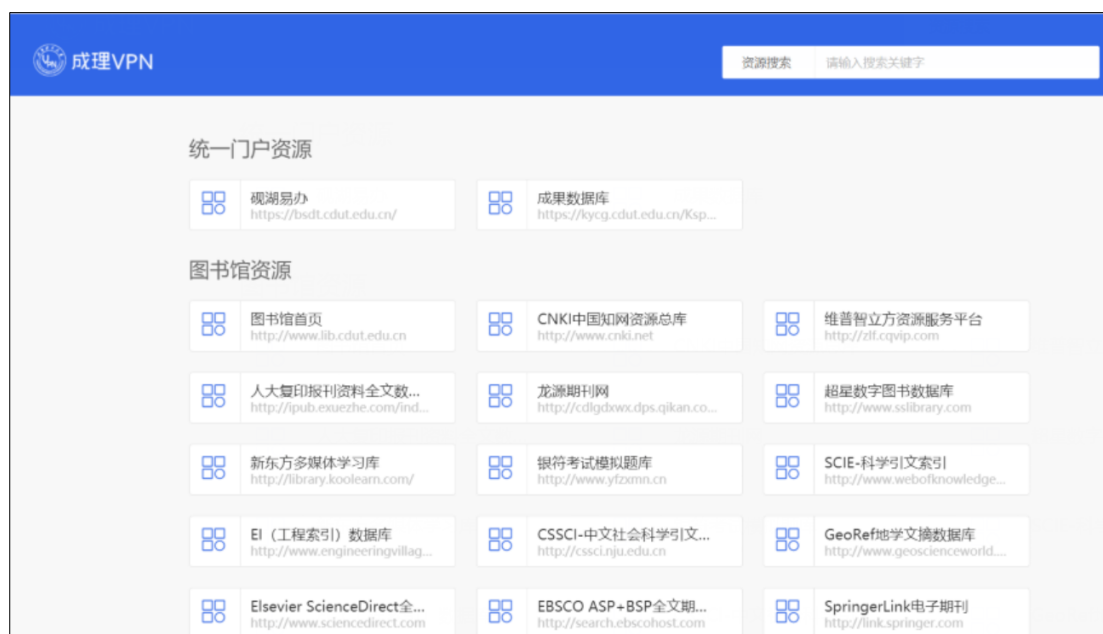 成理VPN
资源搜索 请输入搜索关键字
统一门户资源
砚湖易办
https://bsdt.cdut.edu.cn/
成果数据库
https://kycg.cdut.edu.cn/Ksp...
图书馆资源
图书馆首页
http://www.lib.cdut.edu.cn
CNKI中国知网资源总库
http://www.cnki.net
维普智立方资源服务平台
http://zlf.cqvip.com
人大复印报刊资料全文数...
http://ipub.exuezhe.com/ind...
龙源期刊网
http://cdlgdxwx.dps.qikan.co...
超星数字图书数据库
http://www.sslibrary.com
新东方多媒体学习库
http://library.koolearn.com/
银符考试模拟题库
http://www.yfzxmn.cn
SCIE-科学引文索引
http://www.webofknowledge...
EI（工程索引）数据库
http://www.engineeringvillag...
CSSCI-中文社会科学引文...
http://cssci.nju.edu.cn
GeoRef地学文摘数据库
http://www.geoscienceworld....
Elsevier ScienceDirect全...
http://www.sciencedirect.com
EBSCO ASP+BSP全文期...
http://search.ebscohost.com
SpringerLink电子期刊
http://link.springer.com